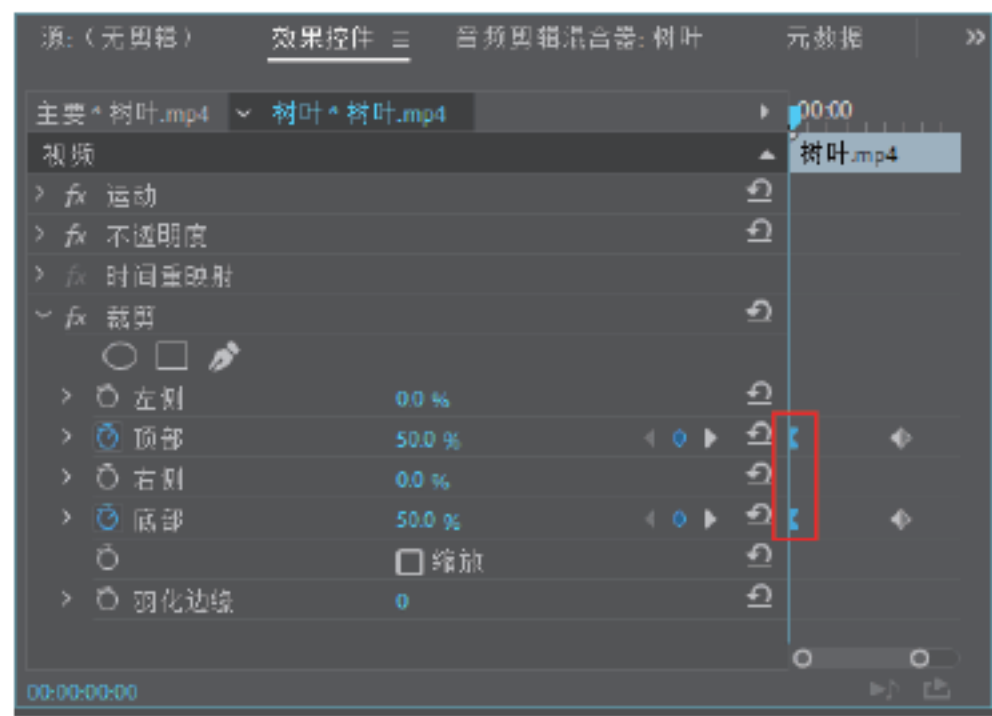 源:（无剪辑） 效果控件 音频剪辑混合器: 树叶 元数据 »
主要*树叶.mp4 树叶*树叶.mp4 00:00
视频 树叶.mp4
fx 运动
fx 不透明度
fx 时间重映射
fx 裁剪
左侧 0.0 %
顶部 50.0 %
右侧 0.0 %
底部 50.0 %
缩放
羽化边缘 0
00:00:00:00